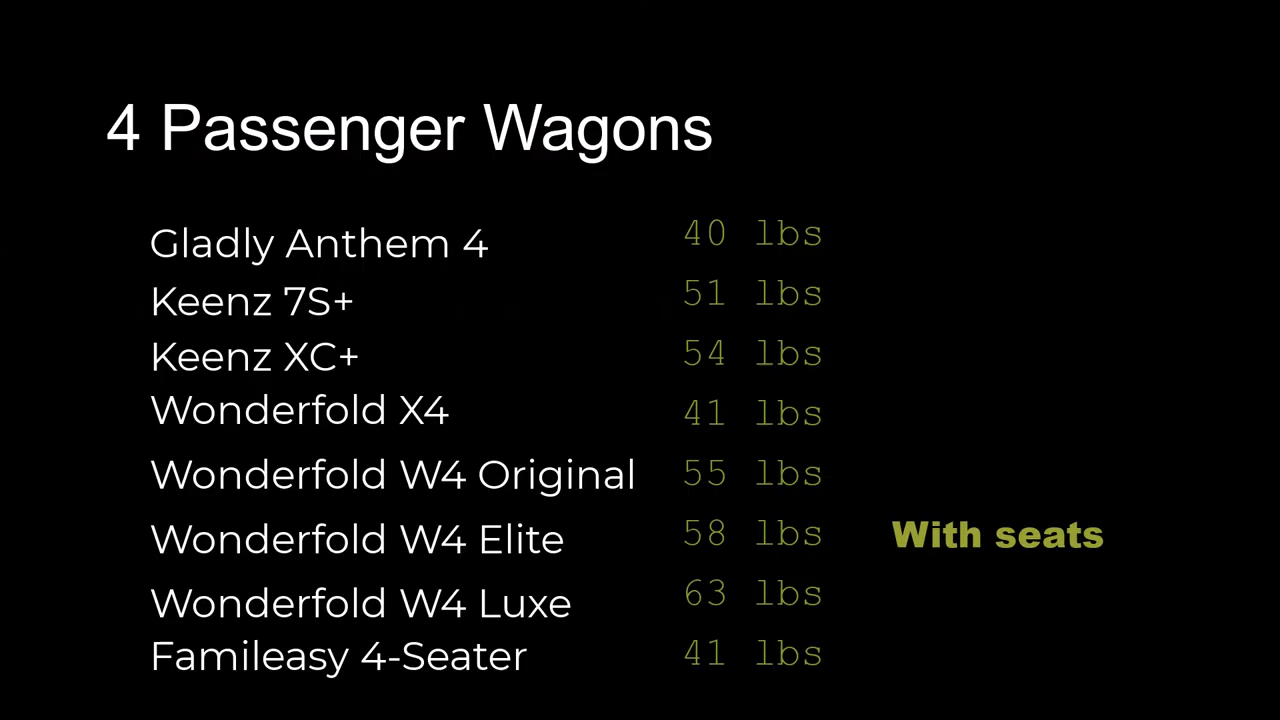 4 Passenger Wagons
Gladly Anthem 4 40 lbs
Keenz 7S+ 51 lbs
Keenz XC+ 54 lbs
Wonderfold X4 41 lbs
Wonderfold W4 Original 55 lbs
Wonderfold W4 Elite 58 lbs With seats
Wonderfold W4 Luxe 63 lbs
Famileasy 4-Seater 41 lbs